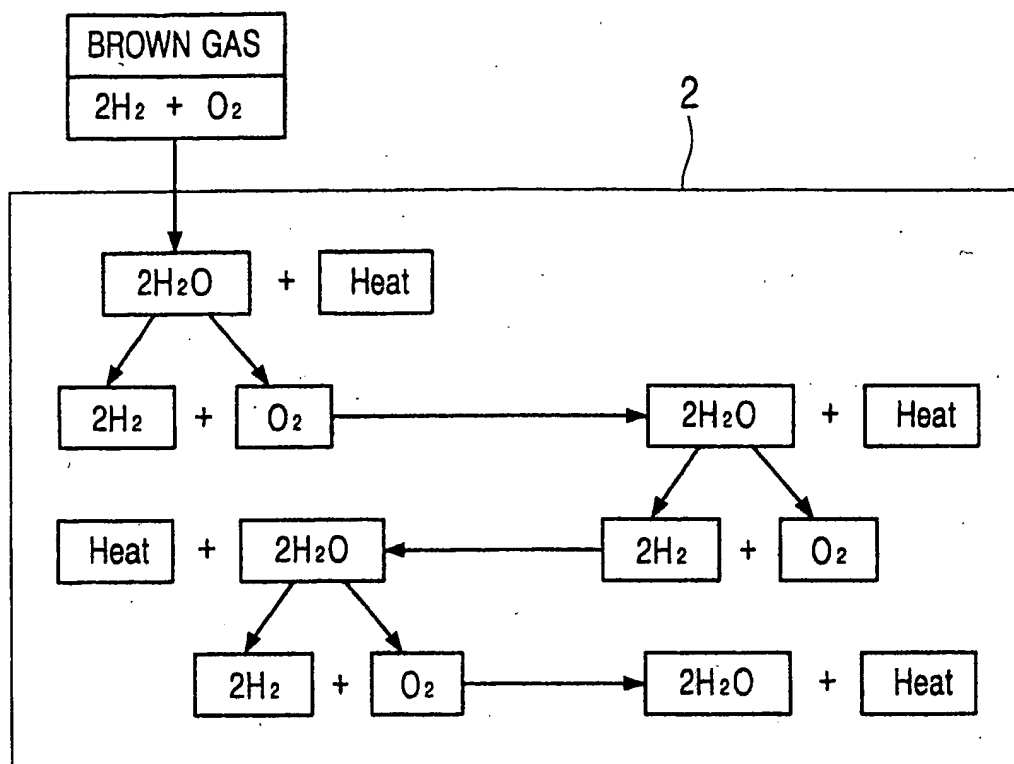 BROWN GAS
2H₂ + O₂
2
2H₂O + Heat
2H₂ + O₂ 2H₂O + Heat
Heat + 2H₂O 2H₂ + O₂
2H₂ + O₂ 2H₂O + Heat